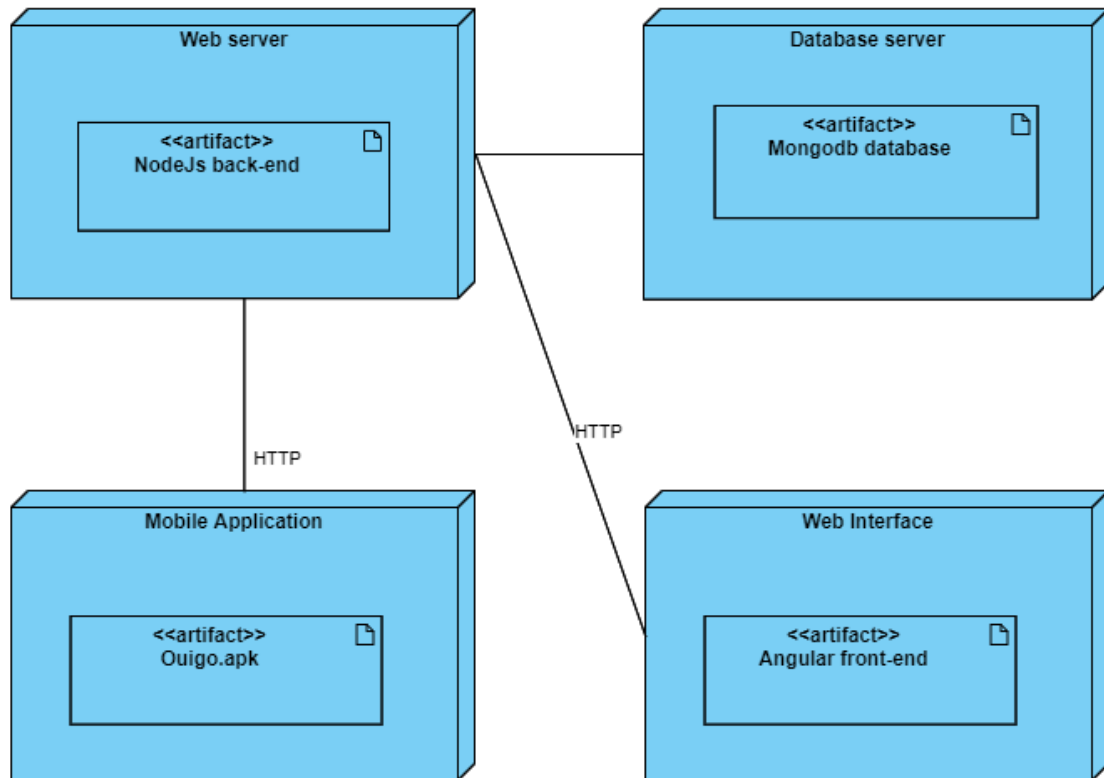 Web server
<<artifact>>
NodeJs back-end
Database server
<<artifact>>
Mongodb database
HTTP
HTTP
Mobile Application
<<artifact>>
Ouigo.apk
Web Interface
<<artifact>>
Angular front-end